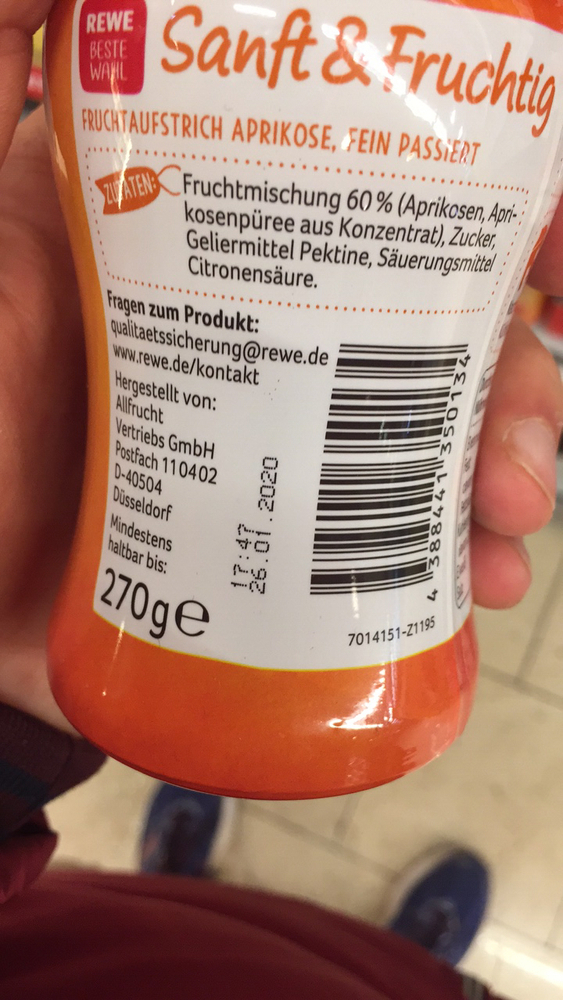 REWE
BESTE
WAHL
Sanft & Fruchtig
FRUCHTAUFSTRICH APRIKOSE, FEIN PASSIERT
ZUTATEN:
Fruchtmischung 60 % (Aprikosen, Apri-
kosenpüree aus Konzentrat), Zucker,
Geliermittel Pektine, Säuerungsmittel
Citronensäure.
Fragen zum Produkt:
qualitaetssicherung@rewe.de
www.rewe.de/kontakt
Hergestellt von:
Allfrucht
Vertriebs GmbH
Postfach 110402
D-40504
Düsseldorf
Mindestens
haltbar bis:
17:47
26.01.2020
270g℮
4 388441 350134
7014151-Z1195